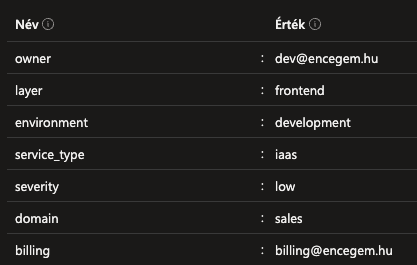 Név Érték
owner : dev@encegem.hu
layer : frontend
environment : development
service_type : iaas
severity : low
domain : sales
billing : billing@encegem.hu